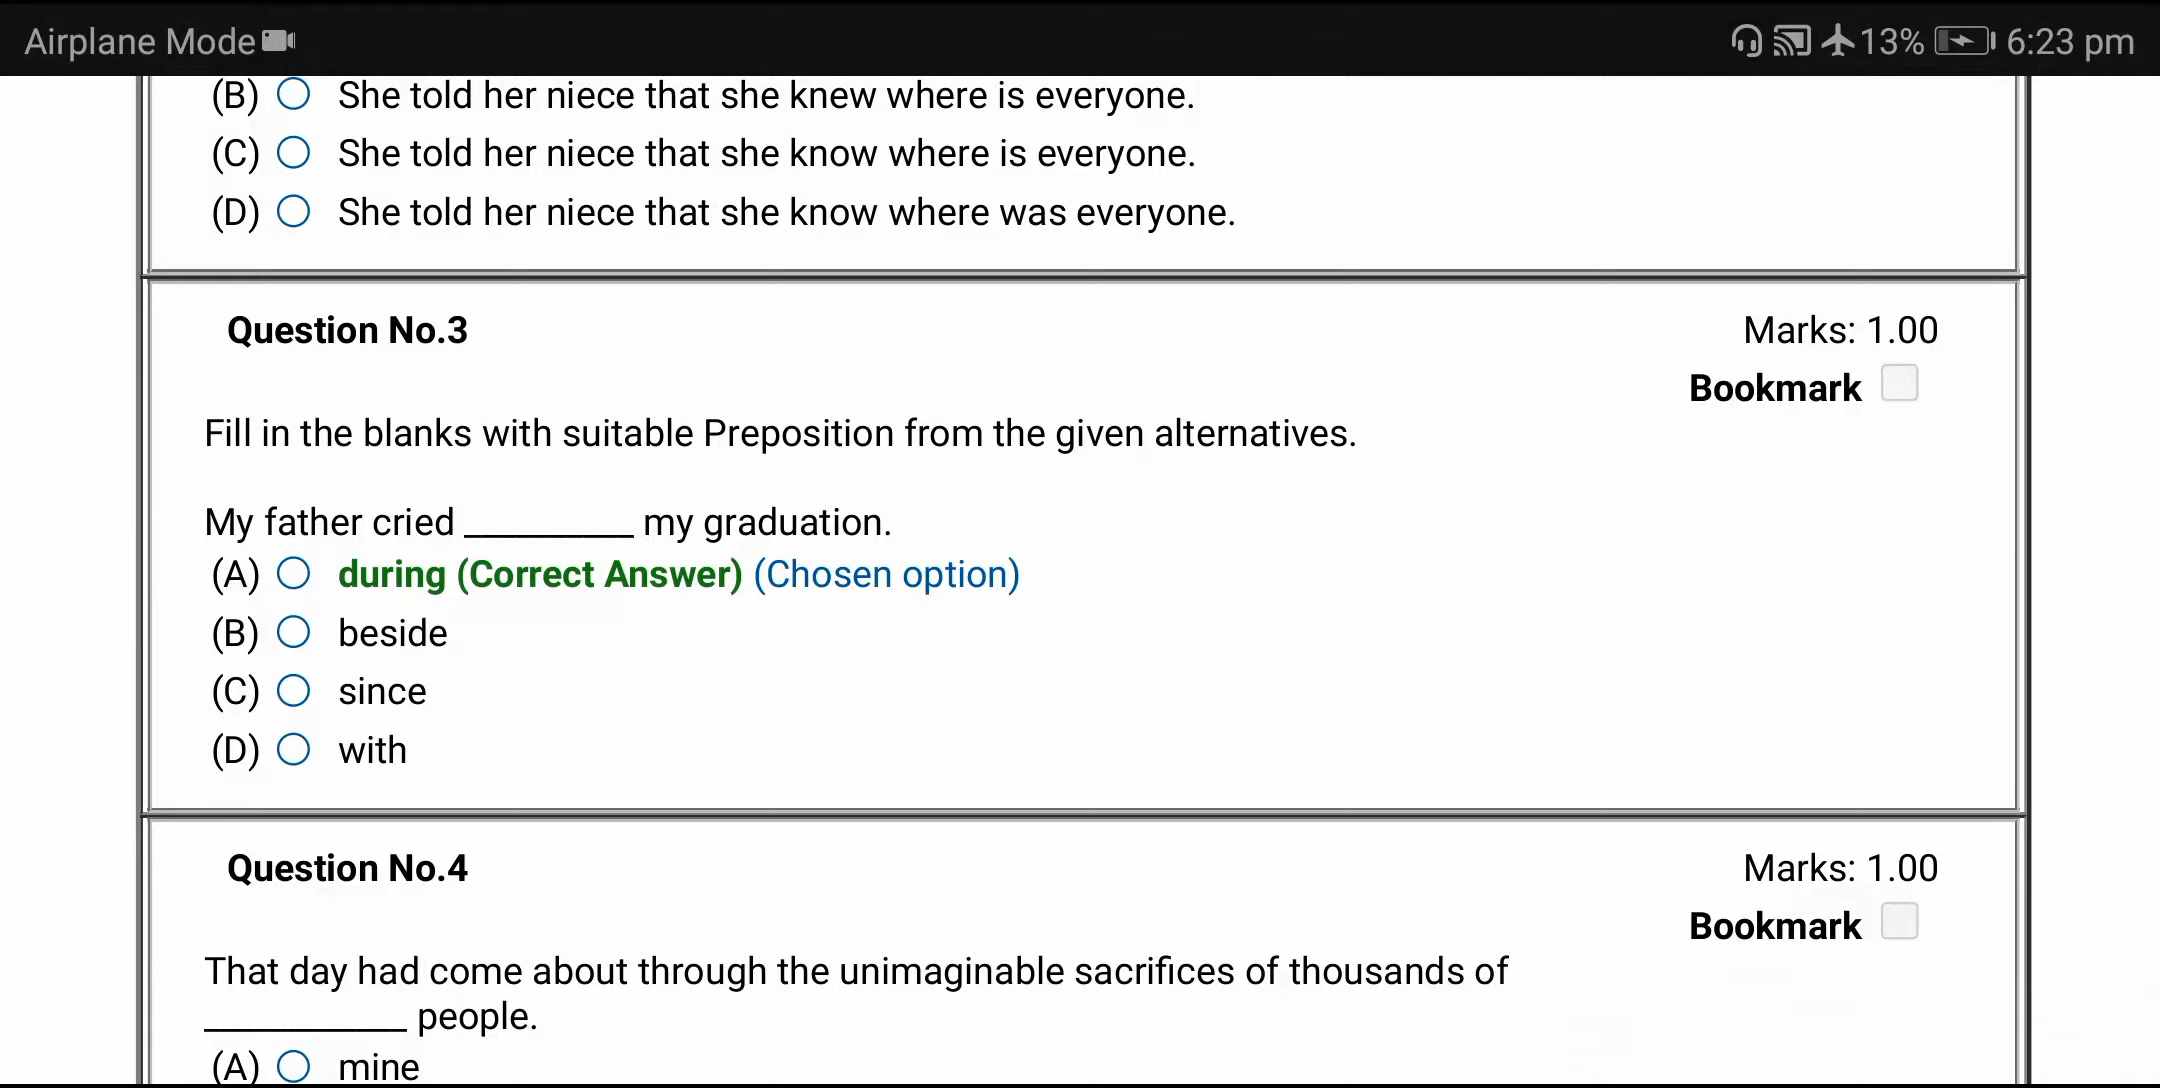 Airplane Mode 13% 6:23 pm
(B) She told her niece that she knew where is everyone.
(C) She told her niece that she know where is everyone.
(D) She told her niece that she know where was everyone.
Question No.3 Marks: 1.00
Bookmark
Fill in the blanks with suitable Preposition from the given alternatives.
My father cried _________ my graduation.
(A) during (Correct Answer) (Chosen option)
(B) beside
(C) since
(D) with
Question No.4 Marks: 1.00
Bookmark
That day had come about through the unimaginable sacrifices of thousands of
___________ people.
(A) mine